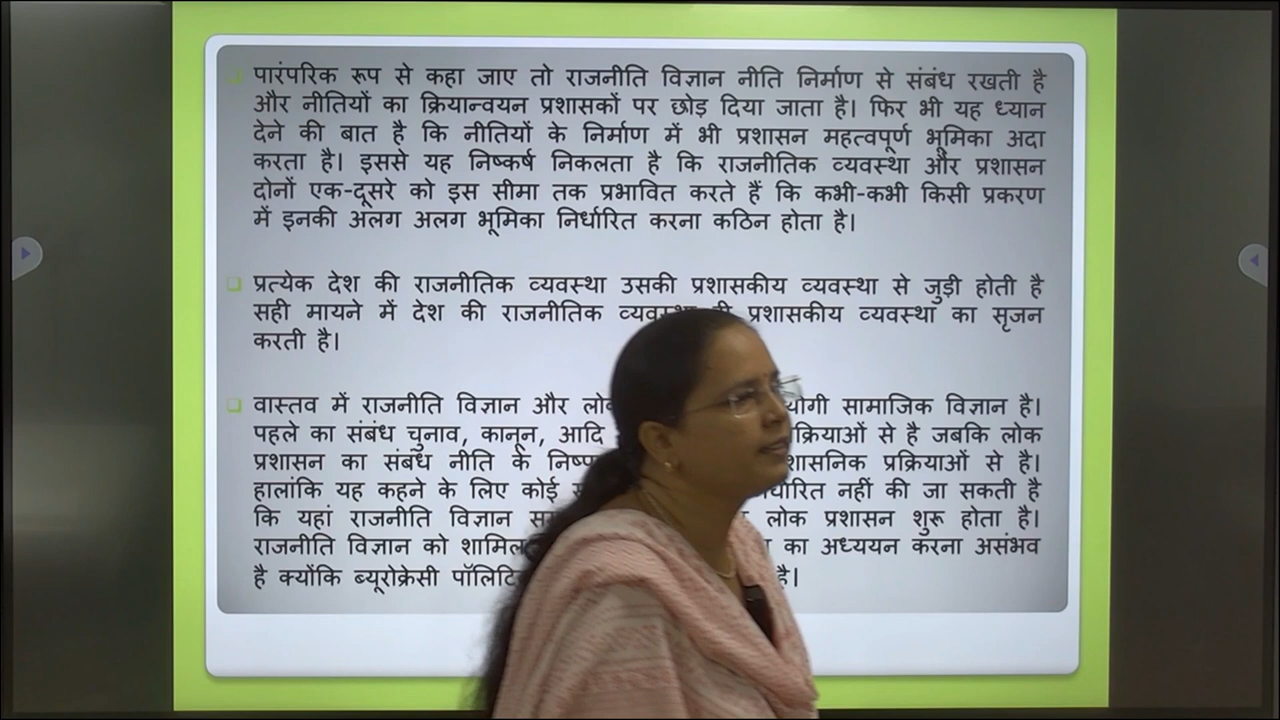 पारंपरिक रूप से कहा जाए तो राजनीति विज्ञान नीति निर्माण से संबंध रखती है
और नीतियों का क्रियान्वयन प्रशासकों पर छोड़ दिया जाता है। फिर भी यह ध्यान
देने की बात है कि नीतियों के निर्माण में भी प्रशासन महत्वपूर्ण भूमिका अदा
करता है। इससे यह निष्कर्ष निकलता है कि राजनीतिक व्यवस्था और प्रशासन
दोनों एक-दूसरे को इस सीमा तक प्रभावित करते हैं कि कभी-कभी किसी प्रकरण
में इनकी अलग अलग भूमिका निर्धारित करना कठिन होता है।
प्रत्येक देश की राजनीतिक व्यवस्था उसकी प्रशासकीय व्यवस्था से जुड़ी होती है
सही मायने में देश की राजनीतिक प्रशासकीय व्यवस्था का सृजन
करती है।
वास्तव में राजनीति विज्ञान और सामाजिक विज्ञान है।
पहले का संबंध चुनाव, कानून, आदि से है जबकि लोक
प्रशासन का संबंध नीति के प्रक्रियाओं से है।
हालांकि यह कहने के लिए कोई नहीं की जा सकती है
कि यहां राजनीति विज्ञान लोक प्रशासन शुरू होता है।
राजनीति विज्ञान को का अध्ययन करना असंभव
है क्योंकि ब्यूरोक्रेसी है।